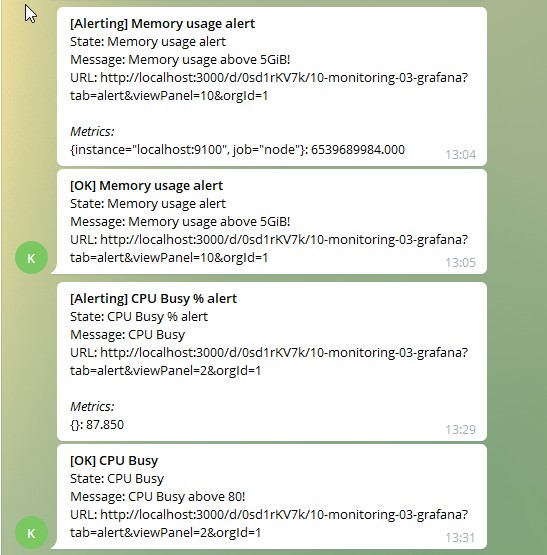 [Alerting] Memory usage alert
State: Memory usage alert
Message: Memory usage above 5GiB!
URL: http://localhost:3000/d/0sd1rKV7k/10-monitoring-03-grafana?
tab=alert&viewPanel=10&orgId=1
Metrics:
{instance="localhost:9100", job="node"}: 6539689984.000
13:04
[OK] Memory usage alert
State: Memory usage alert
Message: Memory usage above 5GiB!
URL: http://localhost:3000/d/0sd1rKV7k/10-monitoring-03-grafana?
tab=alert&viewPanel=10&orgId=1
13:05
K
[Alerting] CPU Busy % alert
State: CPU Busy % alert
Message: CPU Busy
URL: http://localhost:3000/d/0sd1rKV7k/10-monitoring-03-grafana?
tab=alert&viewPanel=2&orgId=1
Metrics:
{}: 87.850
13:29
[OK] CPU Busy
State: CPU Busy
Message: CPU Busy above 80!
URL: http://localhost:3000/d/0sd1rKV7k/10-monitoring-03-grafana?
tab=alert&viewPanel=2&orgId=1
13:31
K